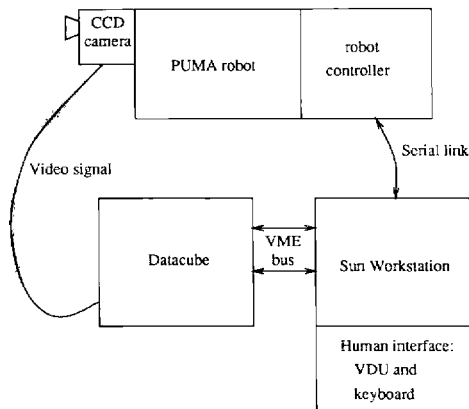 CCD
camera
PUMA robot
robot
controller
Serial link
Video signal
Datacube
VME
bus
Sun Workstation
Human interface:
VDU and
keyboard